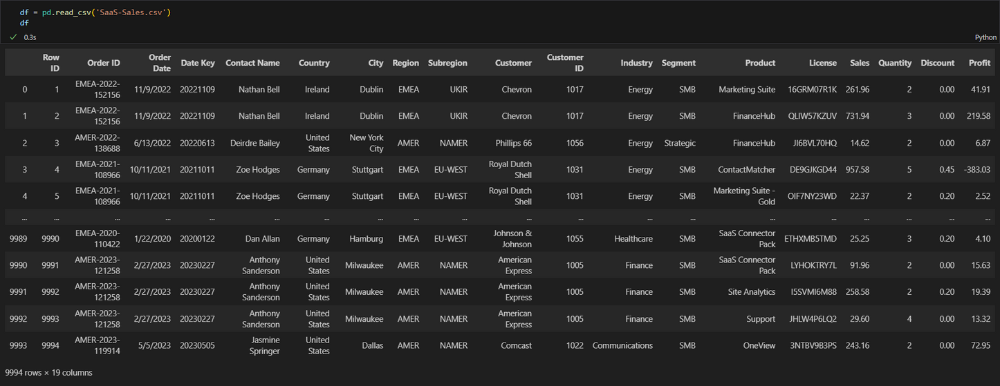 df = pd.read_csv('SaaS-Sales.csv')
df
0.3s
Python
Row ID Order ID Order Date Date Key Contact Name Country City Region Subregion Customer Customer ID Industry Segment Product License Sales Quantity Discount Profit
0 1 EMEA-2022-152156 11/9/2022 20221109 Nathan Bell Ireland Dublin EMEA UKIR Chevron 1017 Energy SMB Marketing Suite 16GRM07R1K 261.96 2 0.00 41.91
1 2 EMEA-2022-152156 11/9/2022 20221109 Nathan Bell Ireland Dublin EMEA UKIR Chevron 1017 Energy SMB FinanceHub QLIW57KZUV 731.94 3 0.00 219.58
2 3 AMER-2022-138688 6/13/2022 20220613 Deirdre Bailey United States New York City AMER NAMER Phillips 66 1056 Energy Strategic FinanceHub JI6BVL70HQ 14.62 2 0.00 6.87
3 4 EMEA-2021-108966 10/11/2021 20211011 Zoe Hodges Germany Stuttgart EMEA EU-WEST Royal Dutch Shell 1031 Energy SMB ContactMatcher DE9GJKGD44 957.58 5 0.45 -383.03
4 5 EMEA-2021-108966 10/11/2021 20211011 Zoe Hodges Germany Stuttgart EMEA EU-WEST Royal Dutch Shell 1031 Energy SMB Marketing Suite - Gold OIF7NY23WD 22.37 2 0.20 2.52
... ... ... ... ... ... ... ... ... ... ... ... ... ... ... ... ... ... ... ...
9989 9990 EMEA-2020-110422 1/22/2020 20200122 Dan Allan Germany Hamburg EMEA EU-WEST Johnson & Johnson 1055 Healthcare SMB SaaS Connector Pack ETHXMB5TMD 25.25 3 0.20 4.10
9990 9991 AMER-2023-121258 2/27/2023 20230227 Anthony Sanderson United States Milwaukee AMER NAMER American Express 1005 Finance SMB SaaS Connector Pack LYHOKTRY7L 91.96 2 0.00 15.63
9991 9992 AMER-2023-121258 2/27/2023 20230227 Anthony Sanderson United States Milwaukee AMER NAMER American Express 1005 Finance SMB Site Analytics I5SVMI6M88 258.58 2 0.20 19.39
9992 9993 AMER-2023-121258 2/27/2023 20230227 Anthony Sanderson United States Milwaukee AMER NAMER American Express 1005 Finance SMB Support JHLW4P6LQ2 29.60 4 0.00 13.32
9993 9994 AMER-2023-119914 5/5/2023 20230505 Jasmine Springer United States Dallas AMER NAMER Comcast 1022 Communications SMB OneView 3NTBV9B3PS 243.16 2 0.00 72.95
9994 rows × 19 columns